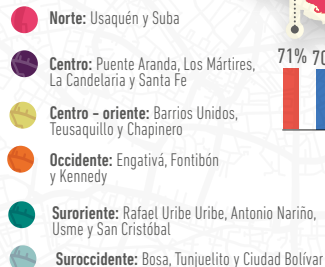 Norte: Usaquén y Suba
71% 70
Centro: Puente Aranda, Los Mártires,
La Candelaria y Santa Fe
Centro - oriente: Barrios Unidos,
Teusaquillo y Chapinero
Occidente: Engativá, Fontibón
y Kennedy
Suroriente: Rafael Uribe Uribe, Antonio Nariño,
Usme y San Cristóbal
Suroccidente: Bosa, Tunjuelito y Ciudad Bolívar